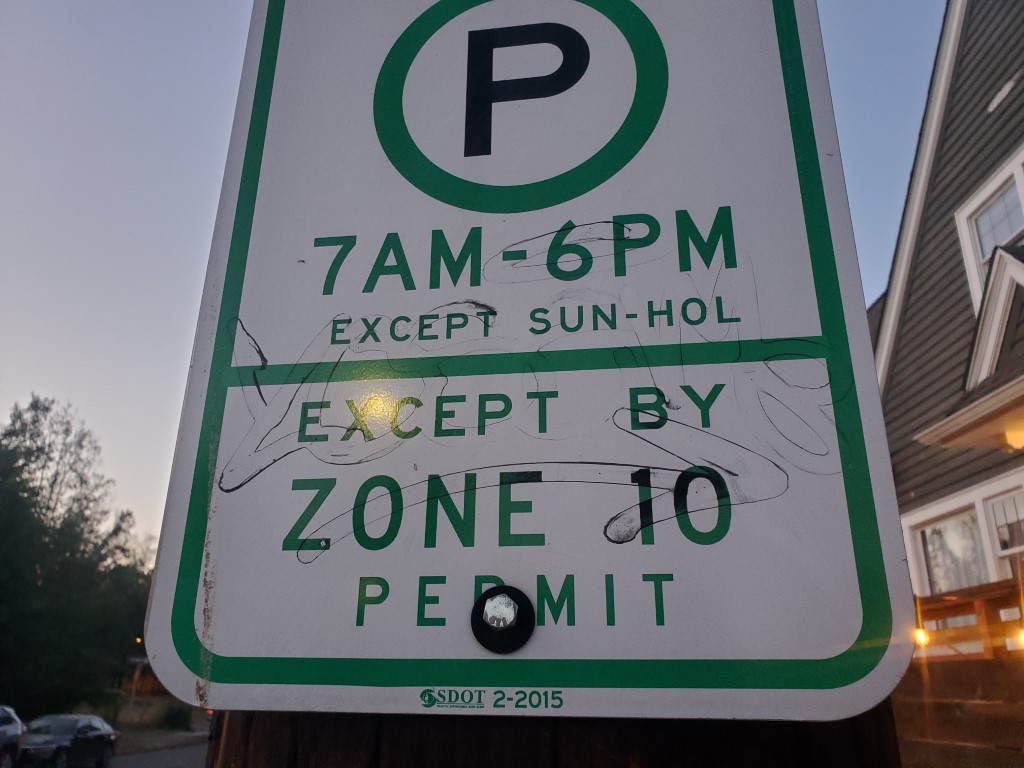 P
7AM-6PM
EXCEPT SUN-HOL
EXCEPT BY
ZONE 10
PERMIT
SDOT 2-2015